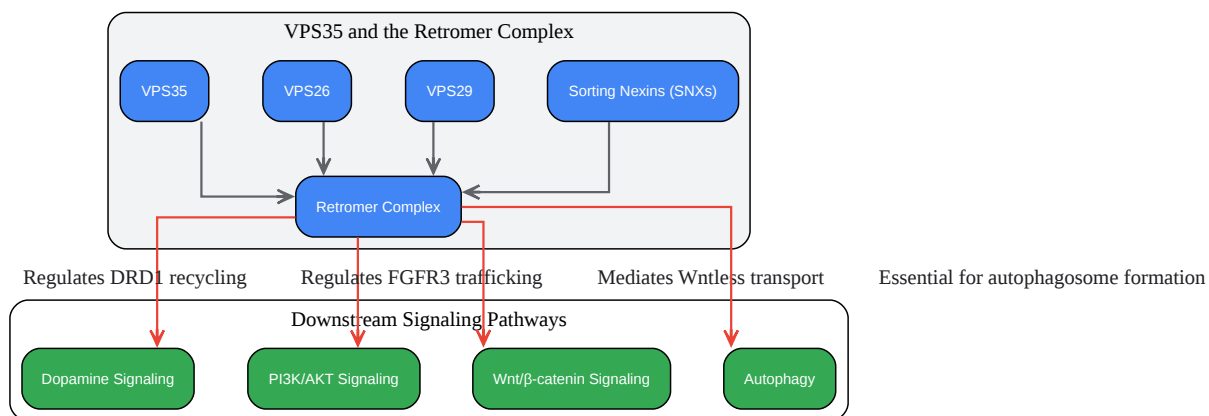 VPS35 and the Retromer Complex
VPS35
VPS26
VPS29
Sorting Nexins (SNXs)
Retromer Complex
Regulates DRD1 recycling
Regulates FGFR3 trafficking
Mediates Wntless transport
Essential for autophagosome formation
Downstream Signaling Pathways
Dopamine Signaling
PI3K/AKT Signaling
Wnt/β-catenin Signaling
Autophagy